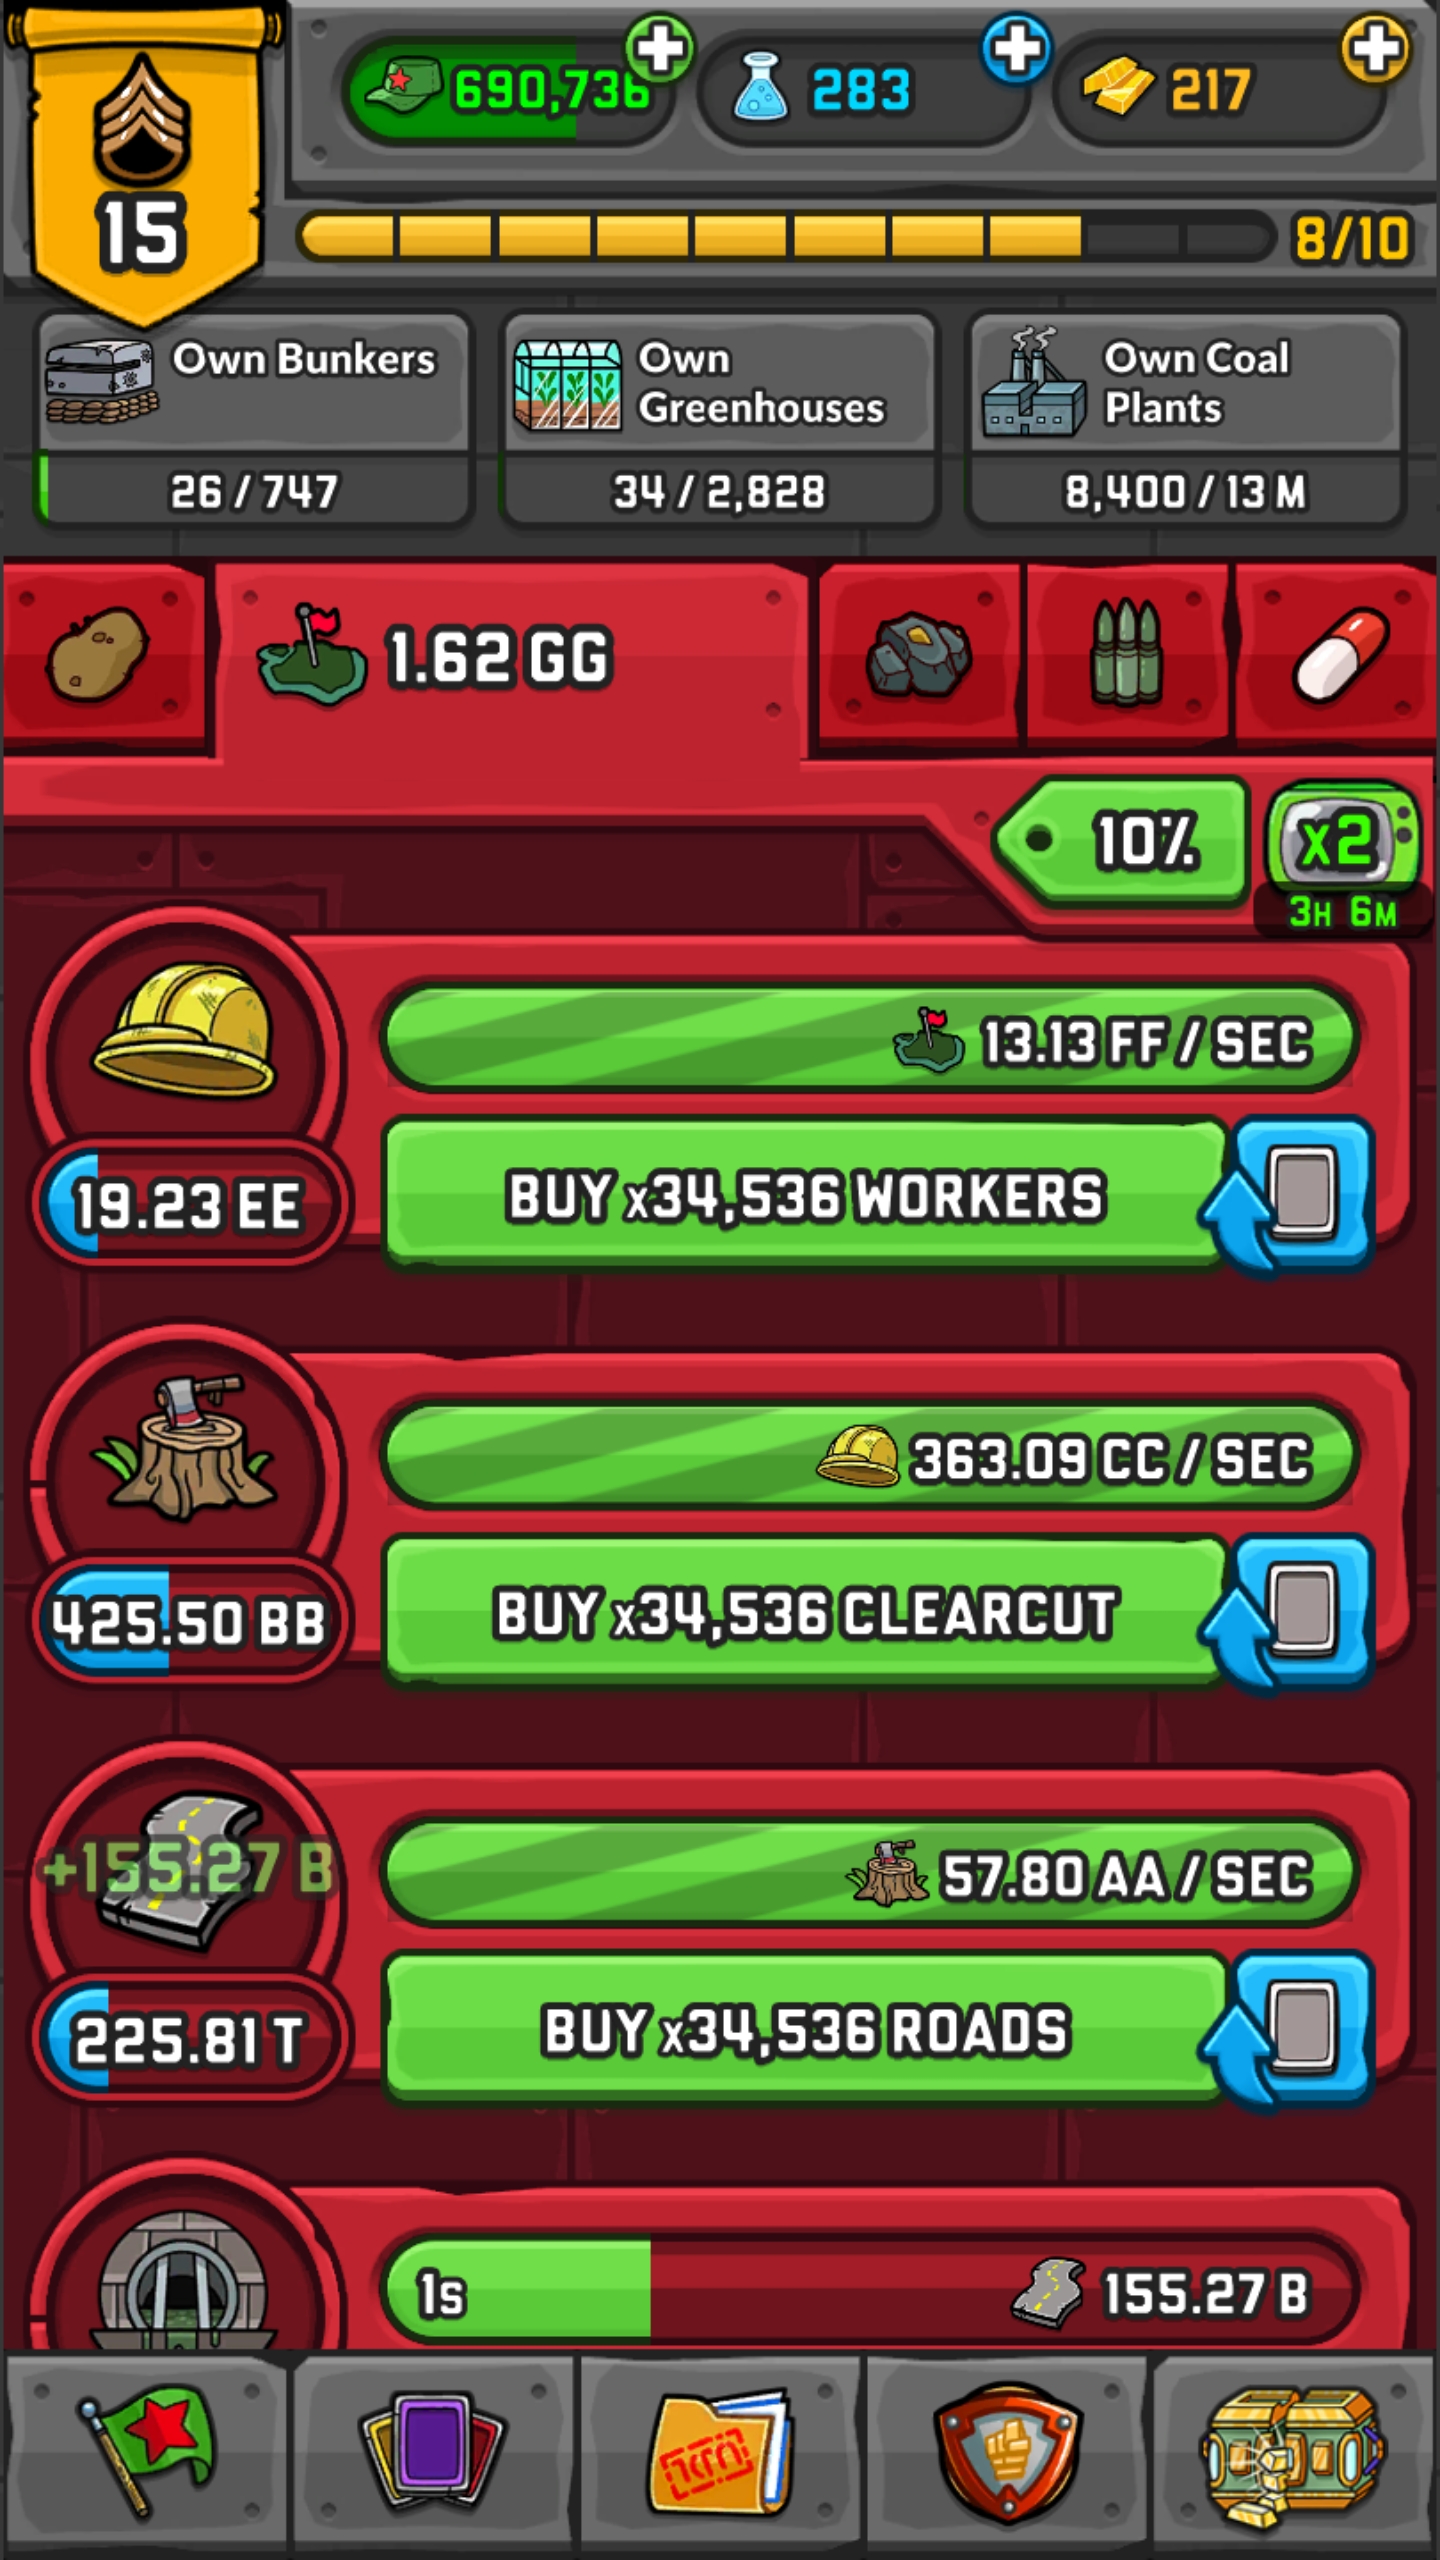 690,736
283
217
15
8/10
Own Bunkers
26 / 747
Own
Greenhouses
34 / 2,828
Own Coal
Plants
8,400 / 13 M
1.62 GG
10%
x2
3H 6M
13.13 FF / SEC
19.23 EE
BUY x34,536 WORKERS
363.09 CC / SEC
425.50 BB
BUY x34,536 CLEARCUT
+155.27 B
57.80 AA / SEC
225.81 T
BUY x34,536 ROADS
1s
155.27 B